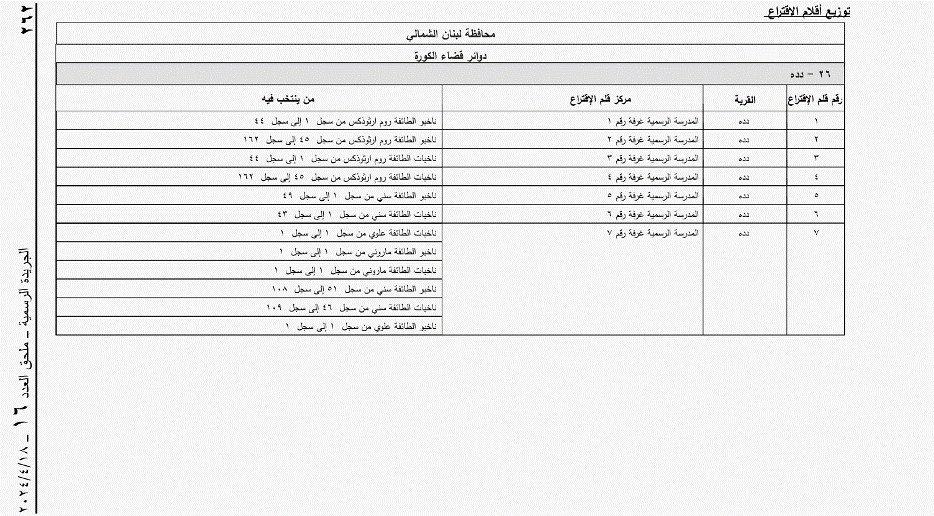 توزيع أقلام الاقتراع
محافظة لبنان الشمالي
دوائر قضاء الكورة
٢٦ - دده
رقم قلم الإقتراع القرية مركز قلم الإقتراع من ينتخب فيه
١ دده المدرسة الرسمية غرفة رقم ١ ناخبو الطائفة روم ارثوذكس من سجل ١ إلى سجل ٤٤
٢ دده المدرسة الرسمية غرفة رقم ٢ ناخبو الطائفة روم ارثوذكس من سجل ٤٥ إلى سجل ١٦٢
٣ دده المدرسة الرسمية غرفة رقم ٣ ناخبات الطائفة روم ارثوذكس من سجل ١ إلى سجل ٤٤
٤ دده المدرسة الرسمية غرفة رقم ٤ ناخبات الطائفة روم ارثوذكس من سجل ٤٥ إلى سجل ١٦٢
٥ دده المدرسة الرسمية غرفة رقم ٥ ناخبو الطائفة سني من سجل ١ إلى سجل ٤٩
٦ دده المدرسة الرسمية غرفة رقم ٦ ناخبات الطائفة سني من سجل ١ إلى سجل ٤٣
٧ دده المدرسة الرسمية غرفة رقم ٧ ناخبات الطائفة علوي من سجل ١ إلى سجل ١
ناخبو الطائفة ماروني من سجل ١ إلى سجل ١
ناخبات الطائفة ماروني من سجل ١ إلى سجل ١
ناخبو الطائفة سني من سجل ٥١ إلى سجل ١٠٨
ناخبات الطائفة سني من سجل ٤٦ إلى سجل ١٠٩
ناخبو الطائفة علوي من سجل ١ إلى سجل ١
٢٦٢
الجريدة الرسمية – ملحق العدد ١٦ – ٢٠٢٤/٤/١٨